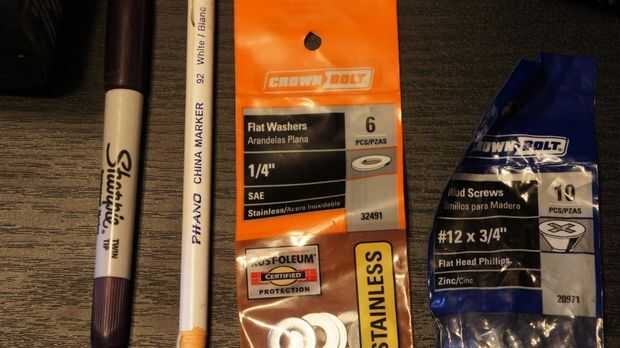 Sharpie
TWIN
TIP
PHANO CHINA MARKER 92 White / Blanc
CROWN BOLT
Flat Washers
Arandelas Plana
6
PCS/PZAS
1/4"
SAE
Stainless/Acero Inoxidable
32491
RUST-OLEUM
CERTIFIED
PROTECTION
STAINLESS
CROWN BOLT
Wud Screws
nillos para Madera
10
PCS/PZAS
#12 x 3/4"
Flat Head Phillips
Zinc/Cinc
20971